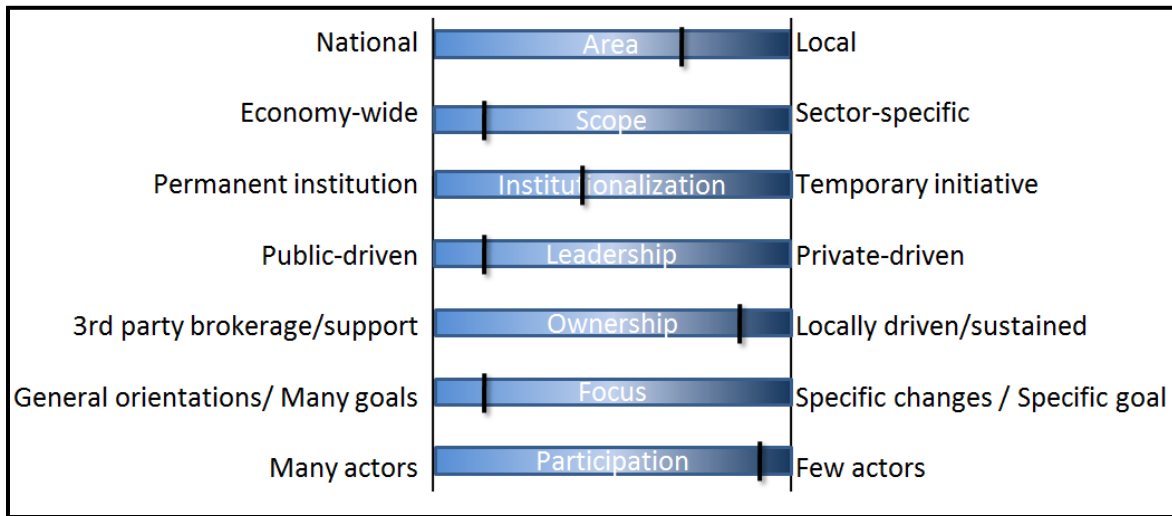 National Area Local
Economy-wide Scope Sector-specific
Permanent institution Institutionalization Temporary initiative
Public-driven Leadership Private-driven
3rd party brokerage/support Ownership Locally driven/sustained
General orientations/ Many goals Focus Specific changes / Specific goal
Many actors Participation Few actors